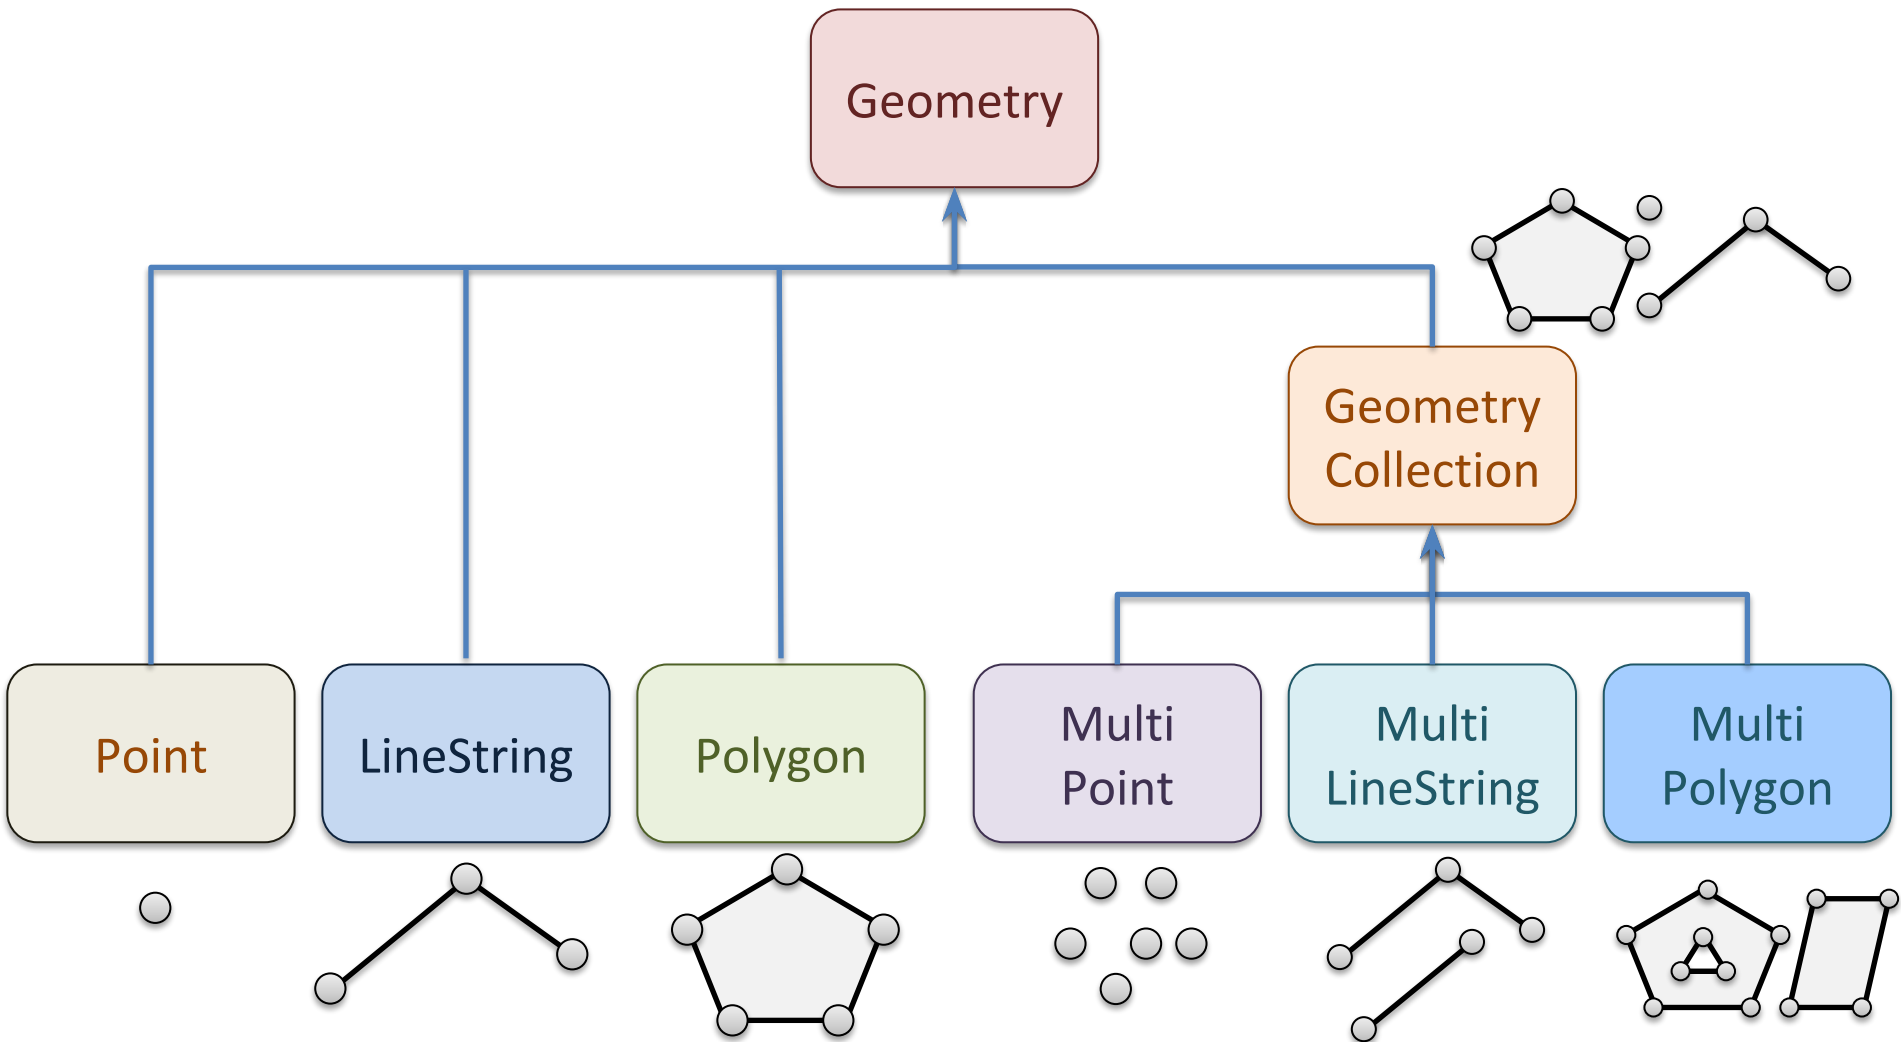 Geometry
Geometry
Collection
Point
LineString
Polygon
Multi
Point
Multi
LineString
Multi
Polygon